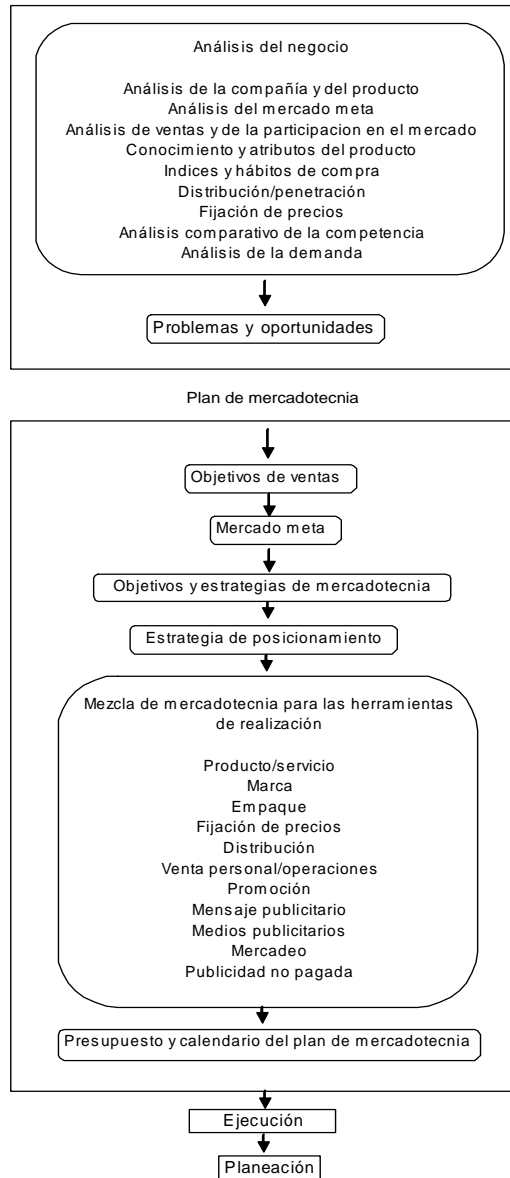 Análisis del negocio
Análisis de la compañía y del producto
Análisis del mercado meta
Análisis de ventas y de la participacion en el mercado
Conocimiento y atributos del producto
Indices y hábitos de compra
Distribución/penetración
Fijación de precios
Análisis comparativo de la competencia
Análisis de la demanda
Problemas y oportunidades
Plan de mercadotecnia
Objetivos de ventas
Mercado meta
Objetivos y estrategias de mercadotecnia
Estrategia de posicionamiento
Mezcla de mercadotecnia para las herramientas
de realización
Producto/servicio
Marca
Empaque
Fijación de precios
Distribución
Venta personal/operaciones
Promoción
Mensaje publicitario
Medios publicitarios
Mercadeo
Publicidad no pagada
Presupuesto y calendario del plan de mercadotecnia
Ejecución
Planeación